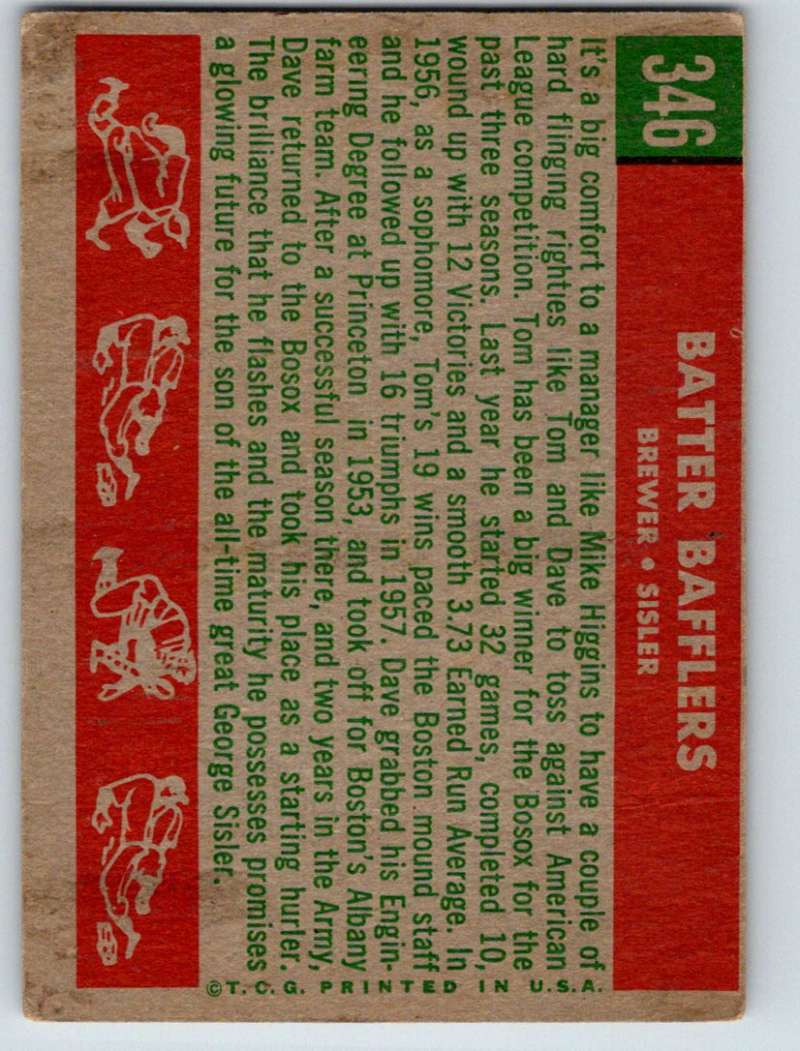 346
BATTER BAFFLERS
BREWER • SISLER
It's a big comfort to a manager like Mike Higgins to have a couple of
hard flinging righties like Tom and Dave to toss against American
League competition. Tom has been a big winner for the Bosox for the
past three seasons. Last year he started 32 games, completed 10,
wound up with 12 Victories and a smooth 3.73 Earned Run Average. In
1956, as a sophomore, Tom's 19 wins paced the Boston mound staff
and he followed up with 16 triumphs in 1957. Dave grabbed his Engin-
eering Degree at Princeton in 1953, and took off for Boston's Albany
farm team. After a successful season there, and two years in the Army,
Dave returned to the Bosox and took his place as a starting hurler.
The brilliance that he flashes and the maturity he possesses promises
a glowing future for the son of the all-time great George Sisler.
©T.C.G. PRINTED IN U.S.A.